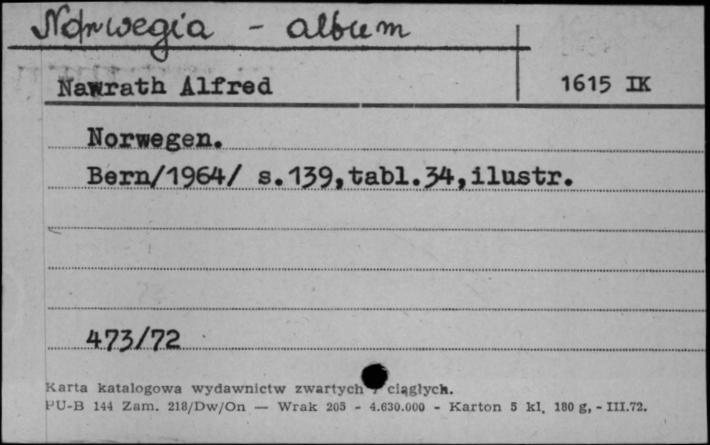 Norwegia - album
Nawrath Alfred
1615 IK
Norwegen.
Bern/1964/ s.139,tabl.34,ilustr.
473/72
Karta katalogowa wydawnictw zwartych i ciągłych.
PU-B 144 Zam. 218/Dw/On — Wrak 205 - 4.630.000 - Karton 5 kl. 180 g, - III.72.